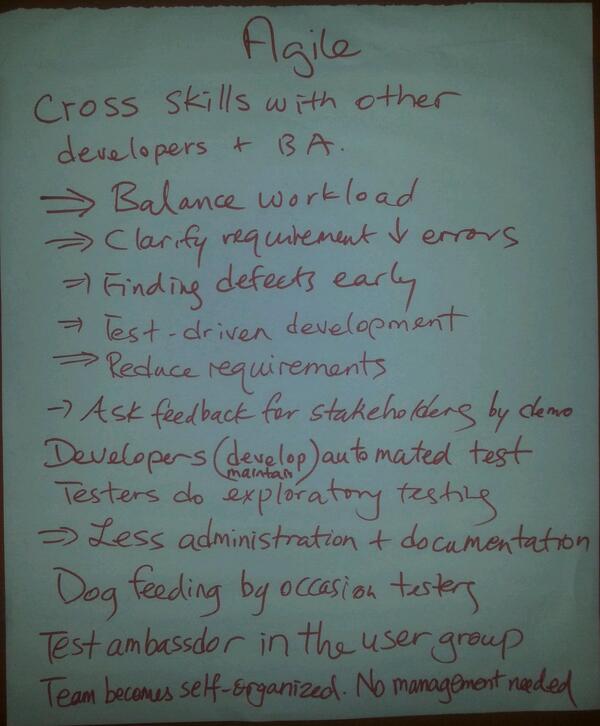 Agile
Cross skills with other
developers + BA.
⇒ Balance workload
⇒ Clarify requirement ↓ errors
⇒ Finding defects early
⇒ Test-driven development
⇒ Reduce requirements
→ Ask feedback for stakeholders by demo
Developers (develop) automated test
maintain
Testers do exploratory testing
⇒ Less administration + documentation
Dog feeding by occasion testers
Test ambassdor in the user group
Team becomes self-organized. No management needed